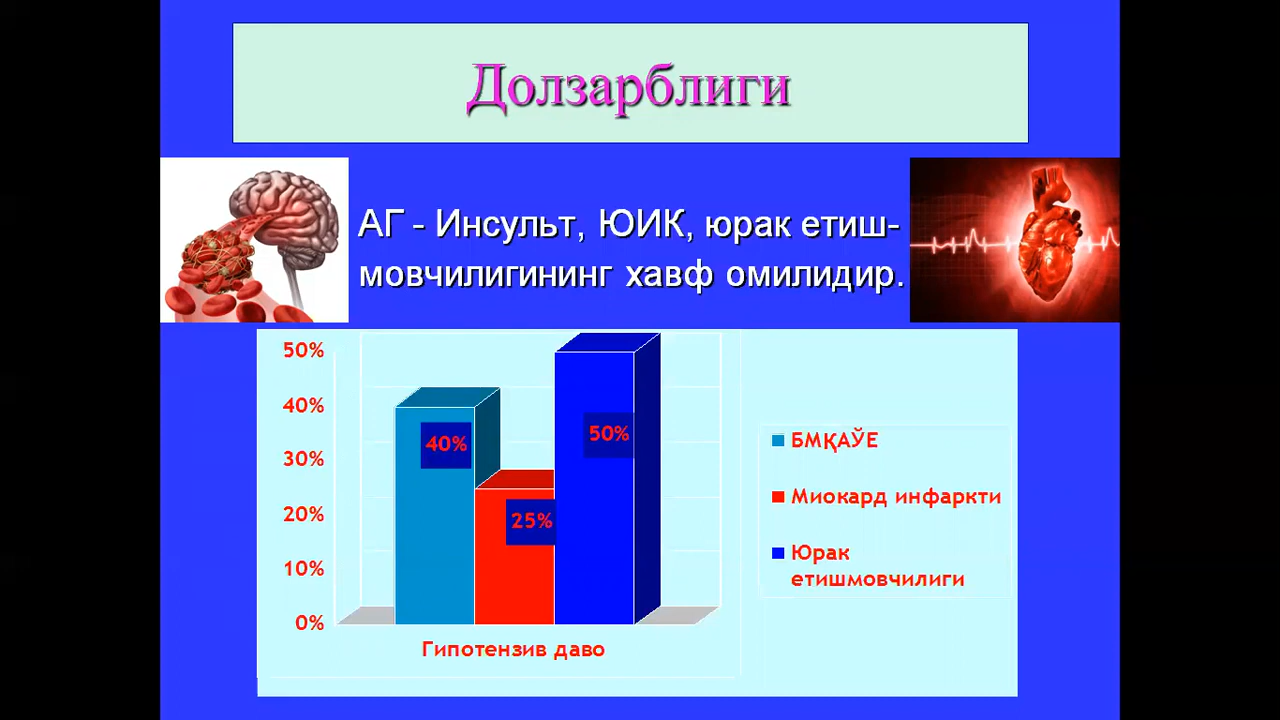 Долзарблиги
АГ - Инсульт, ЮИК, юрак етиш-
мовчилигининг хавф омилидир.
50%
40%
30%
20%
10%
0%
40%
25%
50%
Гипотензив даво
БМҚАЎЕ
Миокард инфаркти
Юрак
етишмовчилиги